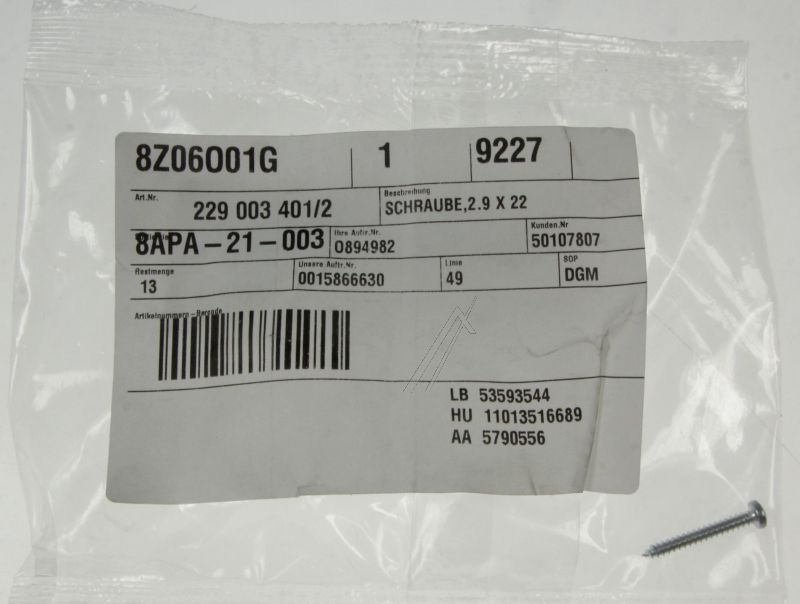 8Z06001G 1 9227
Art.Nr. Beschreibung
229 003 401/2 SCHRAUBE,2.9 X 22
Ihre Auftr.Nr. Kunden.Nr
8APA-21-003 0894982 50107807
Restmenge Unsere Auftr.Nr. Linie SOP
13 0015866630 49 DGM
Artikelnummern-Barcode
LB 53593544
HU 11013516689
AA 5790556